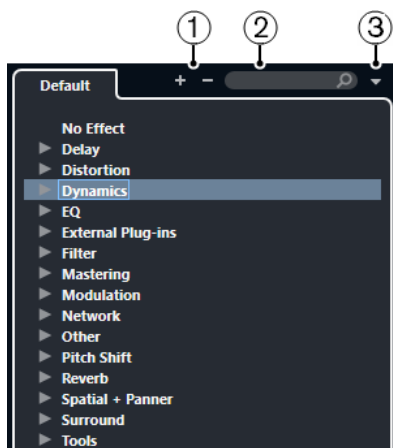 1 2 3
Default + −
No Effect
Delay
Distortion
Dynamics
EQ
External Plug-ins
Filter
Mastering
Modulation
Network
Other
Pitch Shift
Reverb
Spatial + Panner
Surround
Tools